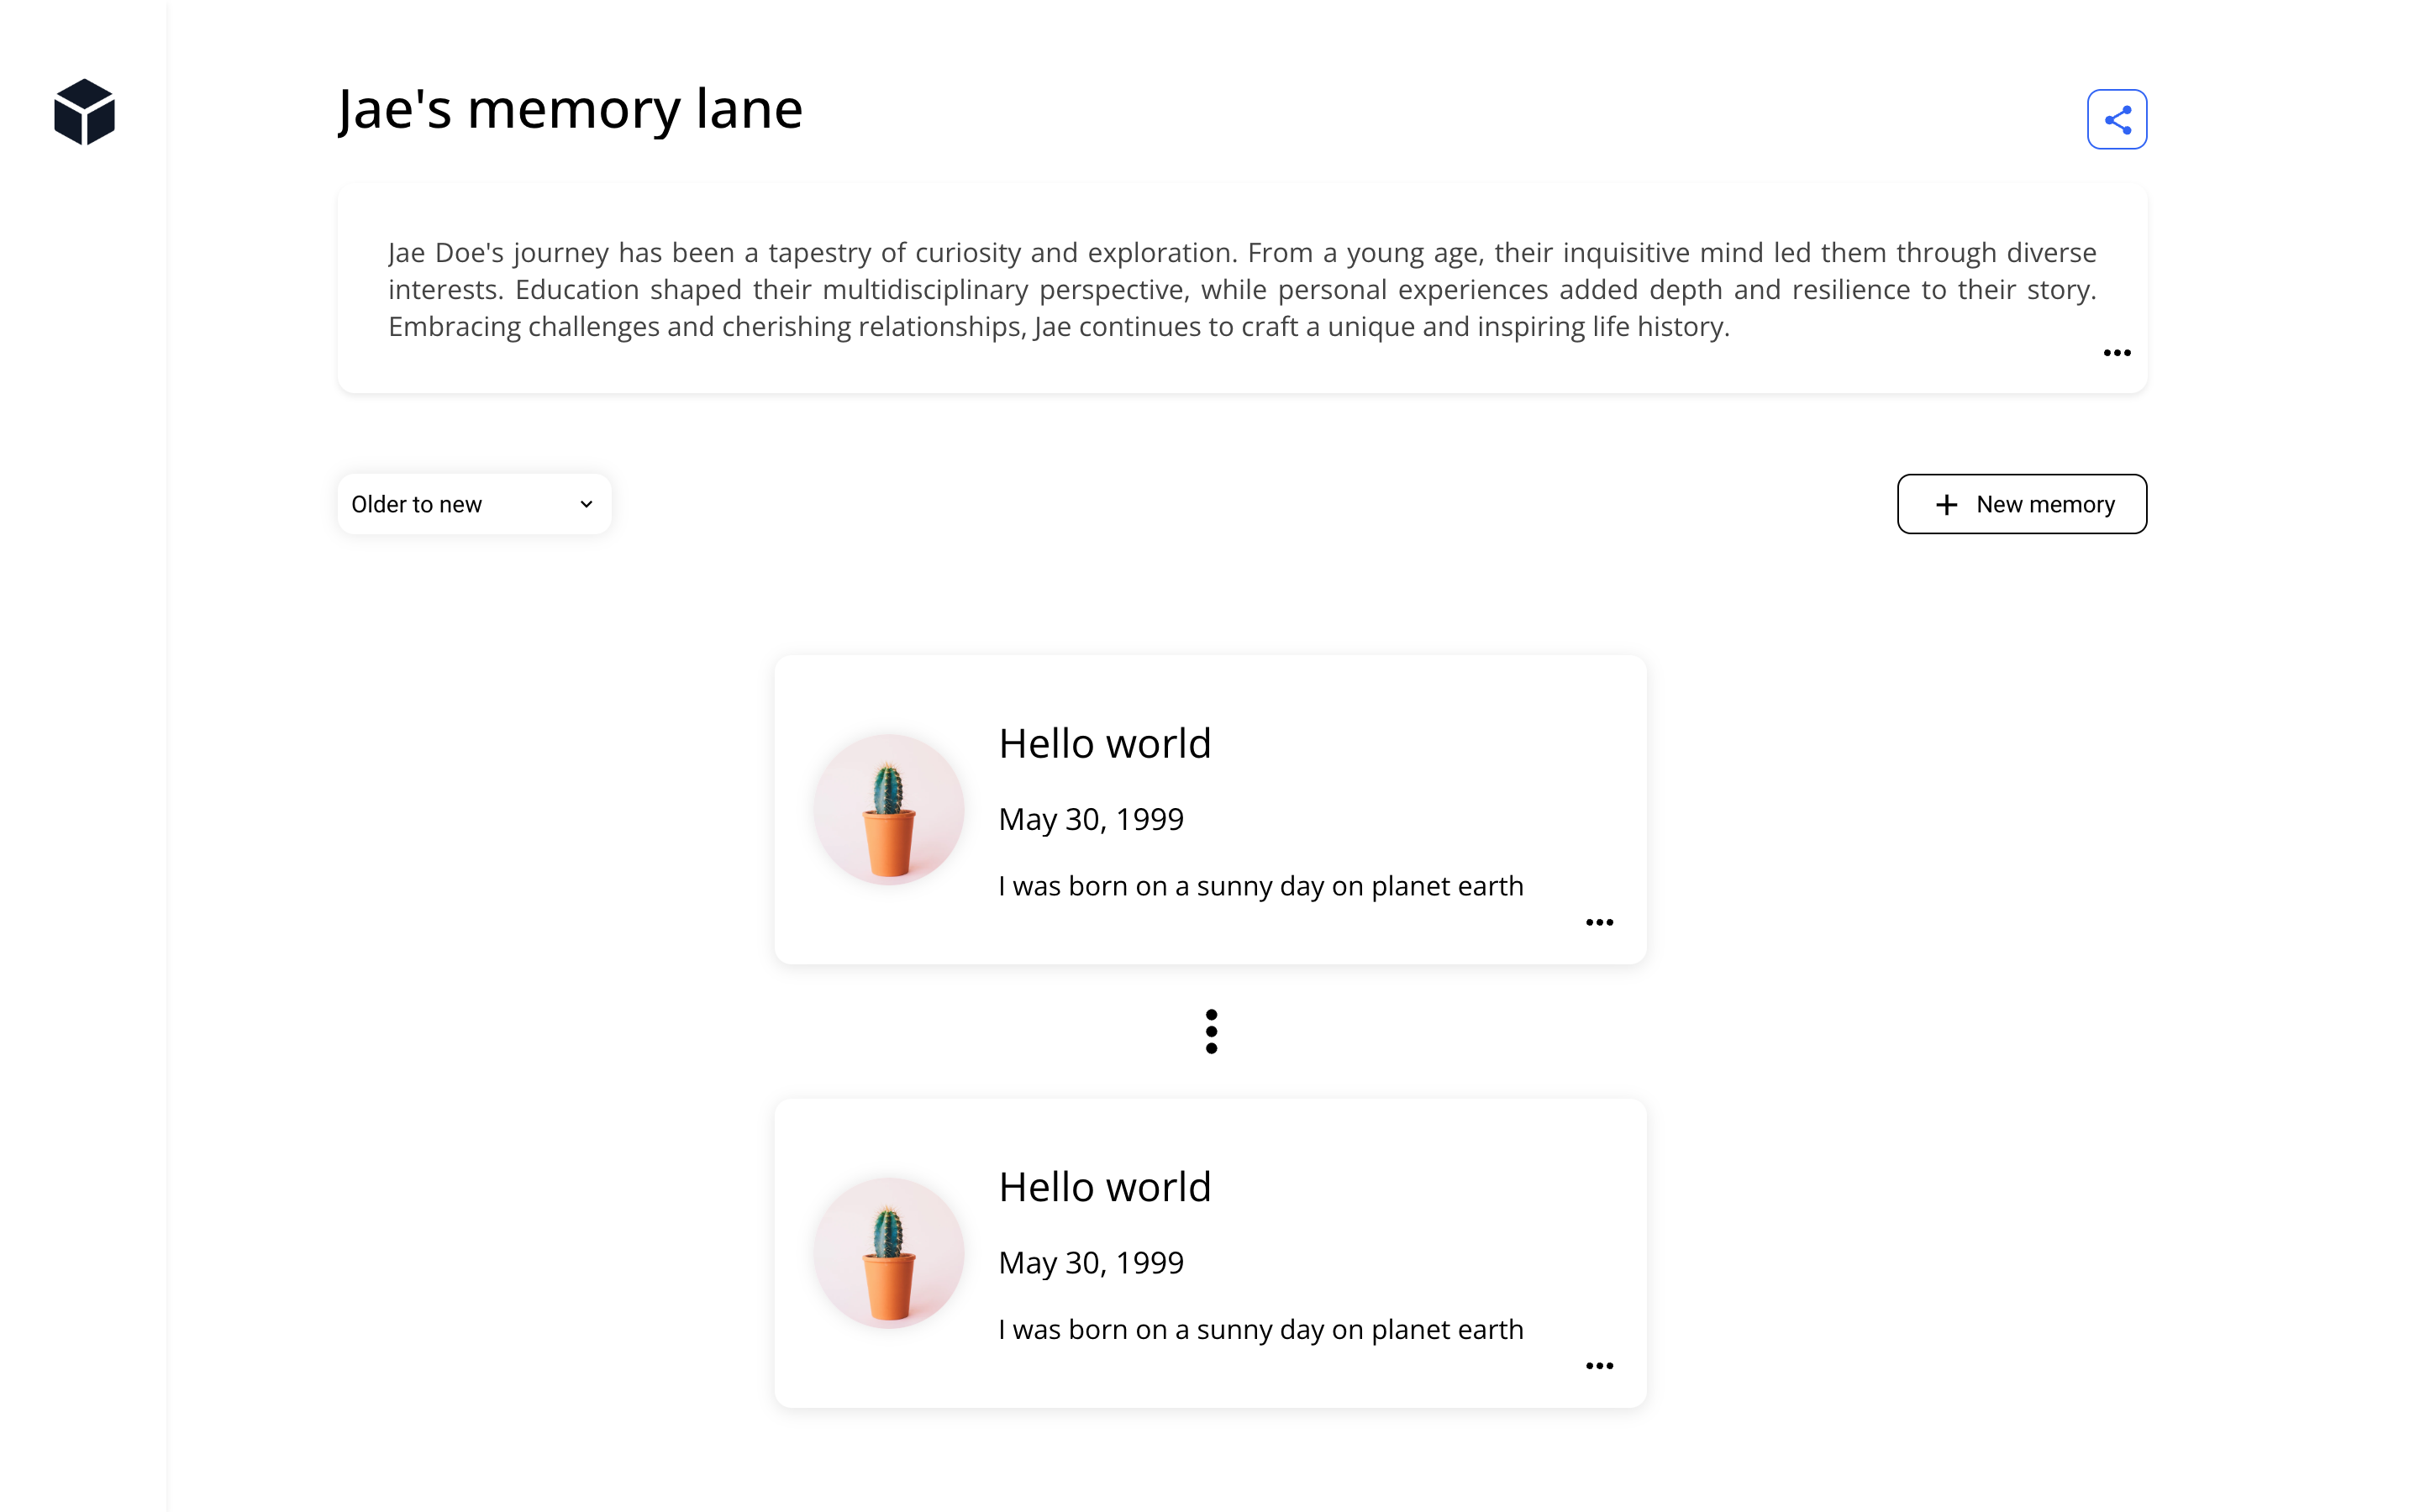 Jae's memory lane
Jae Doe's journey has been a tapestry of curiosity and exploration. From a young age, their inquisitive mind led them through diverse
interests. Education shaped their multidisciplinary perspective, while personal experiences added depth and resilience to their story.
Embracing challenges and cherishing relationships, Jae continues to craft a unique and inspiring life history.
Older to new
New memory
Hello world
May 30, 1999
I was born on a sunny day on planet earth
Hello world
May 30, 1999
I was born on a sunny day on planet earth